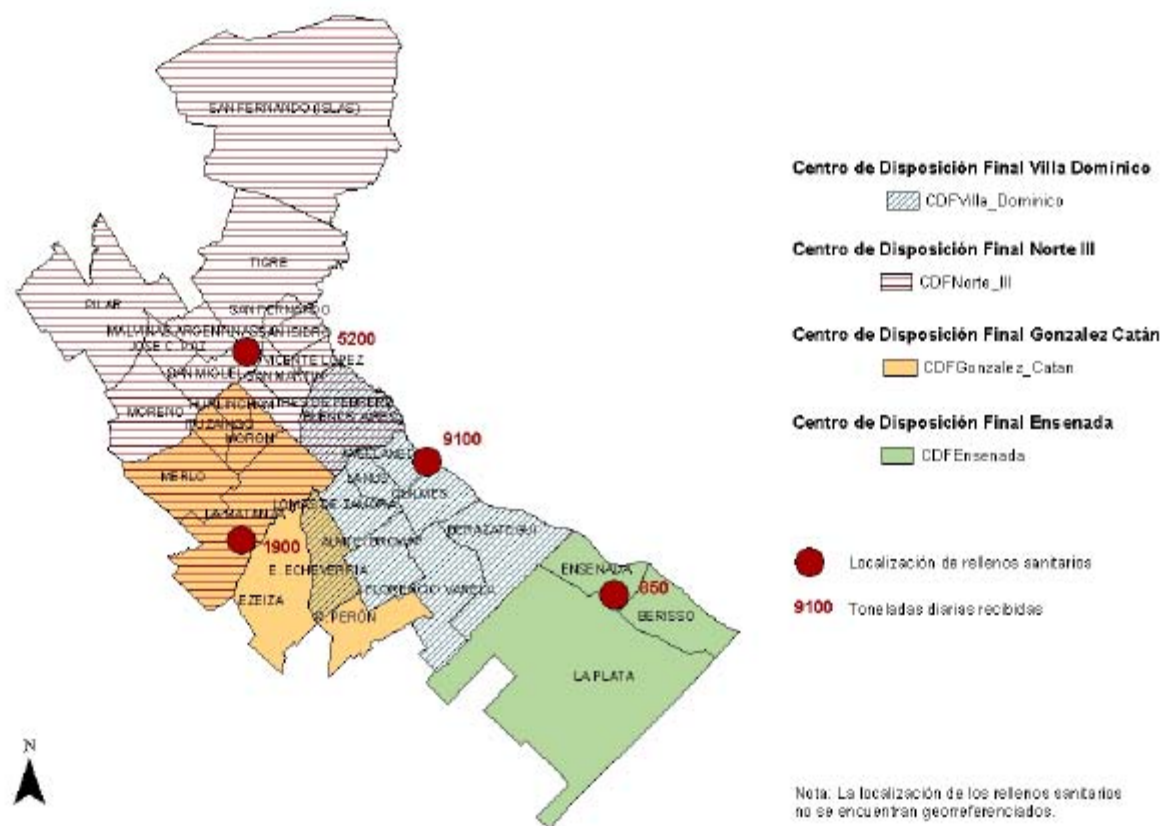 SAN FERNANDO (ISLAS)
TIGRE
SAN FERNANDO
PILAR
MALVINAS ARGENTINAS
SAN ISIDRO
JOSE C. PAZ
5200
VICENTE LOPEZ
SAN MIGUEL
SAN MARTIN
HURLINGHAM
TRES DE FEBRERO
MORENO
BUENOS AIRES
ITUZAINGO
MORON
9100
MERLO
LANUS
QUILMES
LOMAS DE ZAMORA
LA MATANZA
BERAZATEGUI
ALMTE BROWN
1900
E. ECHEVERRIA
ENSENADA
850
FLORENCIO VARELA
EZEIZA
P. PERÓN
BERISSO
LA PLATA
N
Centro de Disposición Final Villa Domínico
CDFVilla_Dominico
Centro de Disposición Final Norte III
CDFNorte_III
Centro de Disposición Final Gonzalez Catán
CDFGonzalez_Catan
Centro de Disposición Final Ensenada
CDFEnsenada
Localización de rellenos sanitarios
9100 Toneladas diarias recibidas
Nota: La localización de los rellenos sanitarios
no se encuentran georreferenciados.